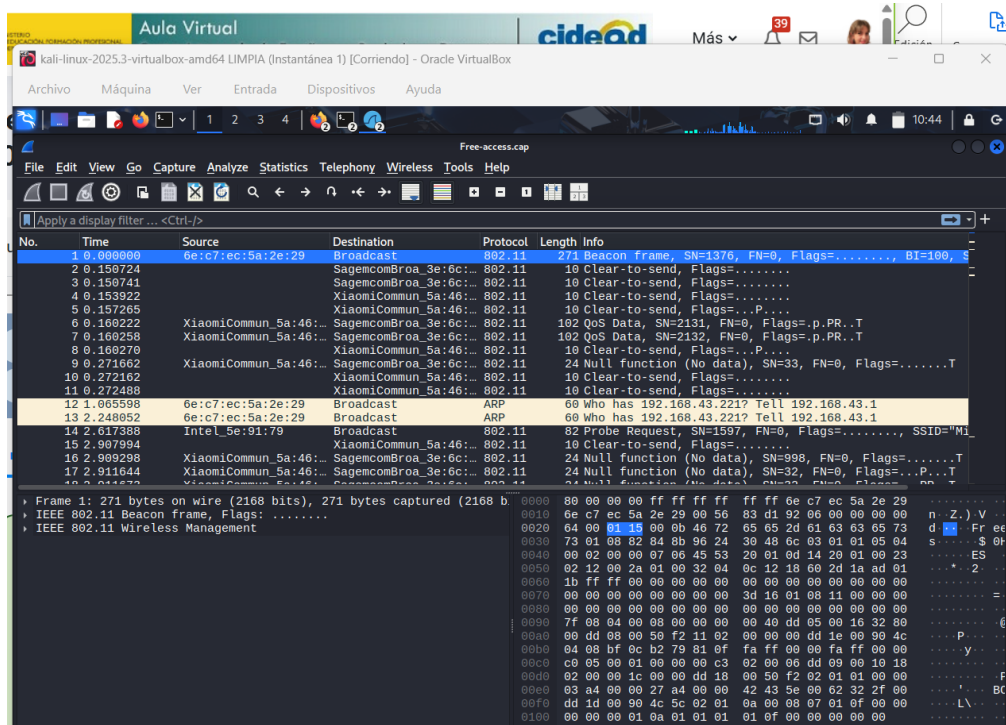 Aula Virtual
MINISTERIO
EDUCACIÓN, FORMACIÓN PROFESIONAL
cidead
Más
39
Edición
kali-linux-2025.3-virtualbox-amd64 LIMPIA (Instantánea 1) [Corriendo] - Oracle VirtualBox
Archivo Máquina Ver Entrada Dispositivos Ayuda
1 2 3 4 2 2 2 10:44
Free-access.cap
File Edit View Go Capture Analyze Statistics Telephony Wireless Tools Help
Apply a display filter ... <Ctrl-/>
No. Time Source Destination Protocol Length Info
1 0.000000 6e:c7:ec:5a:2e:29 Broadcast 802.11 271 Beacon frame, SN=1376, FN=0, Flags=........, BI=100, S
2 0.150724 SagemcomBroa_3e:6c:… 802.11 10 Clear-to-send, Flags=........
3 0.150741 SagemcomBroa_3e:6c:… 802.11 10 Clear-to-send, Flags=........
4 0.153922 XiaomiCommun_5a:46:… 802.11 10 Clear-to-send, Flags=........
5 0.157265 XiaomiCommun_5a:46:… 802.11 10 Clear-to-send, Flags=...P....
6 0.160222 XiaomiCommun_5a:46:… SagemcomBroa_3e:6c:… 802.11 102 QoS Data, SN=2131, FN=0, Flags=.p.PR..T
7 0.160258 XiaomiCommun_5a:46:… SagemcomBroa_3e:6c:… 802.11 102 QoS Data, SN=2132, FN=0, Flags=.p.PR..T
8 0.160270 XiaomiCommun_5a:46:… 802.11 10 Clear-to-send, Flags=...P....
9 0.271662 XiaomiCommun_5a:46:… SagemcomBroa_3e:6c:… 802.11 24 Null function (No data), SN=33, FN=0, Flags=.......T
10 0.272162 XiaomiCommun_5a:46:… 802.11 10 Clear-to-send, Flags=........
11 0.272488 XiaomiCommun_5a:46:… 802.11 10 Clear-to-send, Flags=........
12 1.065598 6e:c7:ec:5a:2e:29 Broadcast ARP 60 Who has 192.168.43.221? Tell 192.168.43.1
13 2.248052 6e:c7:ec:5a:2e:29 Broadcast ARP 60 Who has 192.168.43.221? Tell 192.168.43.1
14 2.617388 Intel_5e:91:79 Broadcast 802.11 82 Probe Request, SN=1597, FN=0, Flags=........, SSID="Mi
15 2.907994 XiaomiCommun_5a:46:… 802.11 10 Clear-to-send, Flags=........
16 2.909298 XiaomiCommun_5a:46:… SagemcomBroa_3e:6c:… 802.11 24 Null function (No data), SN=998, FN=0, Flags=.......T
17 2.911644 XiaomiCommun_5a:46:… SagemcomBroa_3e:6c:… 802.11 24 Null function (No data), SN=32, FN=0, Flags=...P...T
Frame 1: 271 bytes on wire (2168 bits), 271 bytes captured (2168 b
IEEE 802.11 Beacon frame, Flags: ........
IEEE 802.11 Wireless Management
0000 80 00 00 00 ff ff ff ff ff ff 6e c7 ec 5a 2e 29
0010 6e c7 ec 5a 2e 29 00 56 83 d1 92 06 00 00 00 00 n··Z.)·V
0020 64 00 01 15 00 0b 46 72 65 65 2d 61 63 63 65 73 d·····Free
0030 73 01 08 82 84 8b 96 24 30 48 6c 03 01 01 05 04 s······$0H
0040 00 02 00 00 07 06 45 53 20 01 0d 14 20 01 00 23 ······ES
0050 02 12 00 2a 01 00 32 04 0c 12 18 60 2d 1a ad 01 ···*··2·
0060 1b ff ff 00 00 00 00 00 00 00 00 00 00 00 00 00
0070 00 00 00 00 00 00 00 00 3d 16 01 08 11 00 00 00 ········ =
0080 00 00 00 00 00 00 00 00 00 00 00 00 00 00 00 00
0090 7f 08 04 00 08 00 00 00 00 40 dd 05 00 16 32 80 ········ ·@
00a0 00 dd 08 00 50 f2 11 02 00 00 00 dd 1e 00 90 4c ····P···
00b0 04 08 bf 0c b2 79 81 0f fa ff 00 00 fa ff 00 00 ·····y··
00c0 c0 05 00 01 00 00 00 c3 02 00 06 dd 09 00 10 18
00d0 02 00 00 1c 00 00 dd 18 00 50 f2 02 01 01 00 00 ········ ·P
00e0 03 a4 00 00 27 a4 00 00 42 43 5e 00 62 32 2f 00 ····'··· BC
00f0 dd 1d 00 90 4c 5c 02 01 0a 00 08 07 01 0f 00 00 ····L\··
0100 00 00 00 01 0a 01 01 01 01 0f 00 00 00 00 00